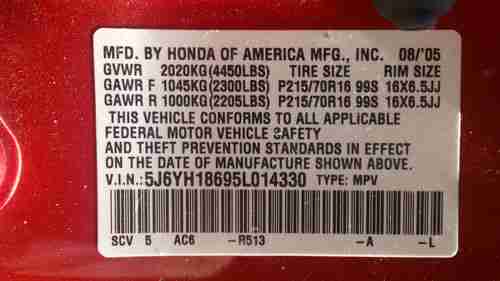 MFD. BY HONDA OF AMERICA MFG., INC. 08/'05
GVWR 2020KG(4450LBS) TIRE SIZE RIM SIZE
GAWR F 1045KG(2300LBS) P215/70R16 99S 16X6.5JJ
GAWR R 1000KG(2205LBS) P215/70R16 99S 16X6.5JJ
THIS VEHICLE CONFORMS TO ALL APPLICABLE
FEDERAL MOTOR VEHICLE SAFETY
AND THEFT PREVENTION STANDARDS IN EFFECT
ON THE DATE OF MANUFACTURE SHOWN ABOVE.
V.I.N.: 5J6YH18695L014330 TYPE: MPV
SCV 5 AC6 -R513 -A -L